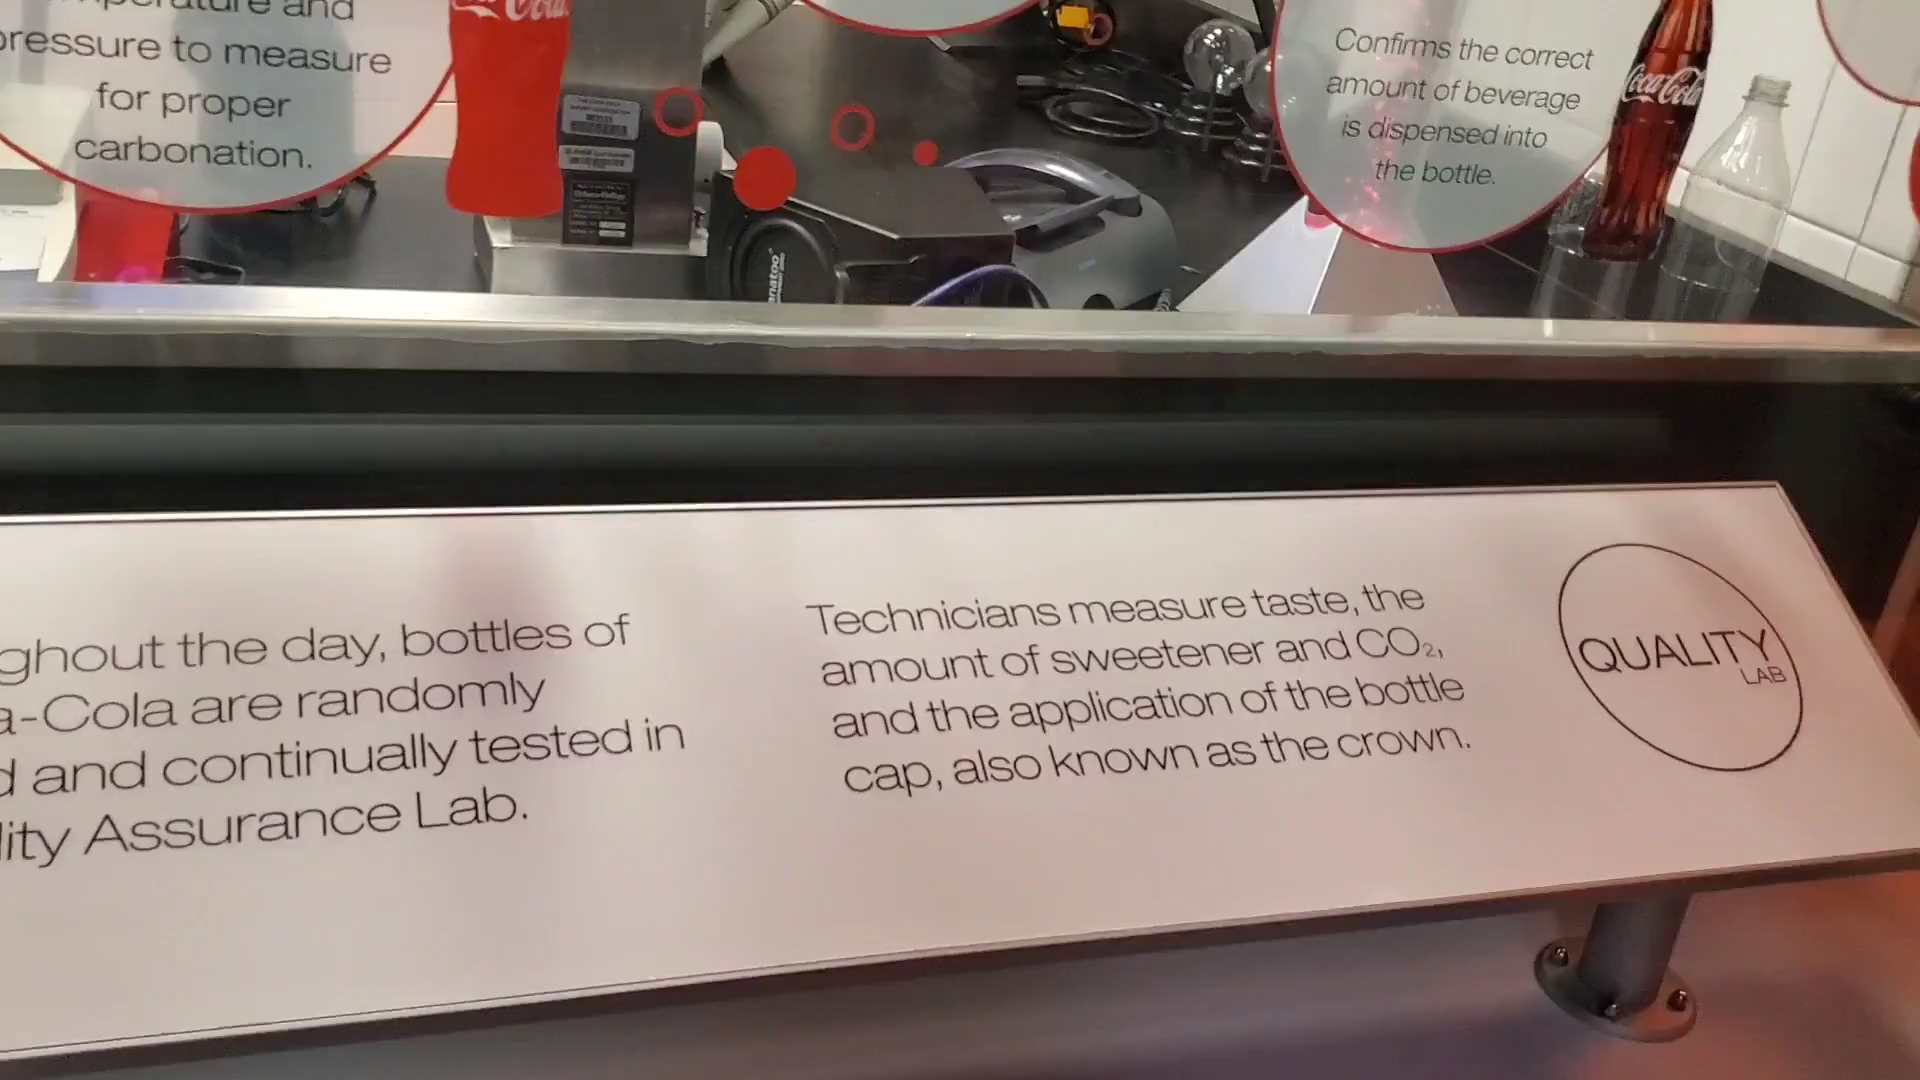 and
pressure to measure
for proper
carbonation.
Coca-Cola
Confirms the correct
amount of beverage
is dispensed into
the bottle.
Coca-Cola
ghout the day, bottles of
a-Cola are randomly
d and continually tested in
lity Assurance Lab.
Technicians measure taste, the
amount of sweetener and CO₂,
and the application of the bottle
cap, also known as the crown.
QUALITY
LAB